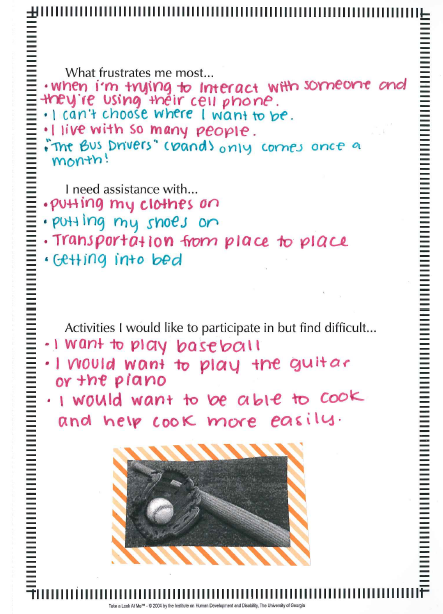 What frustrates me most...
• when i'm trying to interact with someone and
they're using their cell phone.
• I can't choose where I want to be.
• I live with so many people.
• "The Bus Drivers" (band) only comes once a
month!
I need assistance with...
• putting my clothes on
• putting my shoes on
• Transportation from place to place
• Getting into bed
Activities I would like to participate in but find difficult...
• I want to play baseball
• I would want to play the guitar
or the piano
• I would want to be able to cook
and help cook more easily.
Take a Look At Me™ - © 2004 by the Institute on Human Development and Disability, The University of Georgia